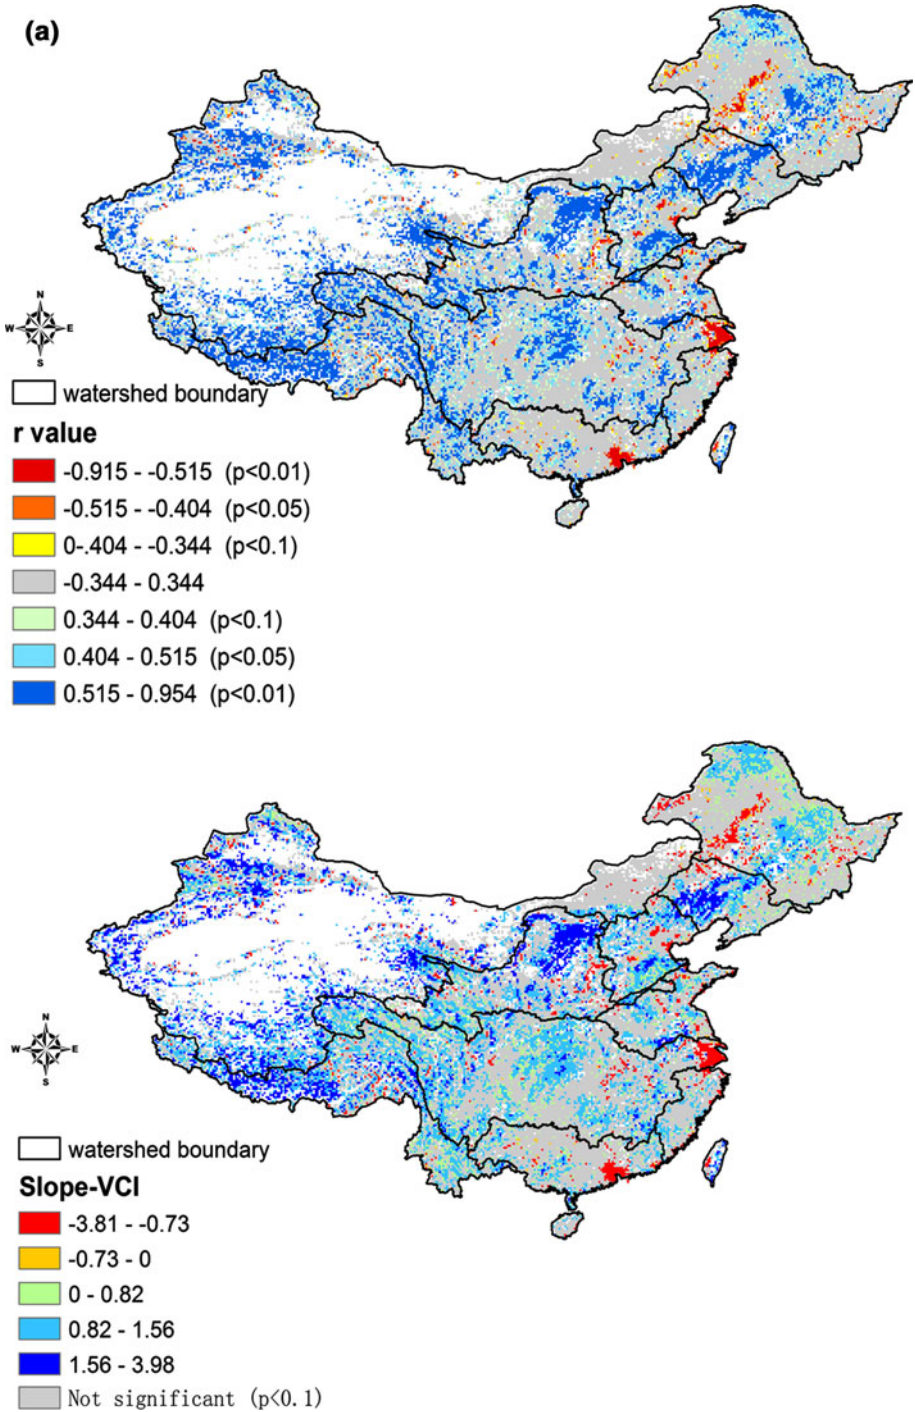 (a)
N
W E
S
watershed boundary
r value
-0.915 - -0.515 (p<0.01)
-0.515 - -0.404 (p<0.05)
0-.404 - -0.344 (p<0.1)
-0.344 - 0.344
0.344 - 0.404 (p<0.1)
0.404 - 0.515 (p<0.05)
0.515 - 0.954 (p<0.01)
N
W E
S
watershed boundary
Slope-VCI
-3.81 - -0.73
-0.73 - 0
0 - 0.82
0.82 - 1.56
1.56 - 3.98
Not significant (p<0.1)